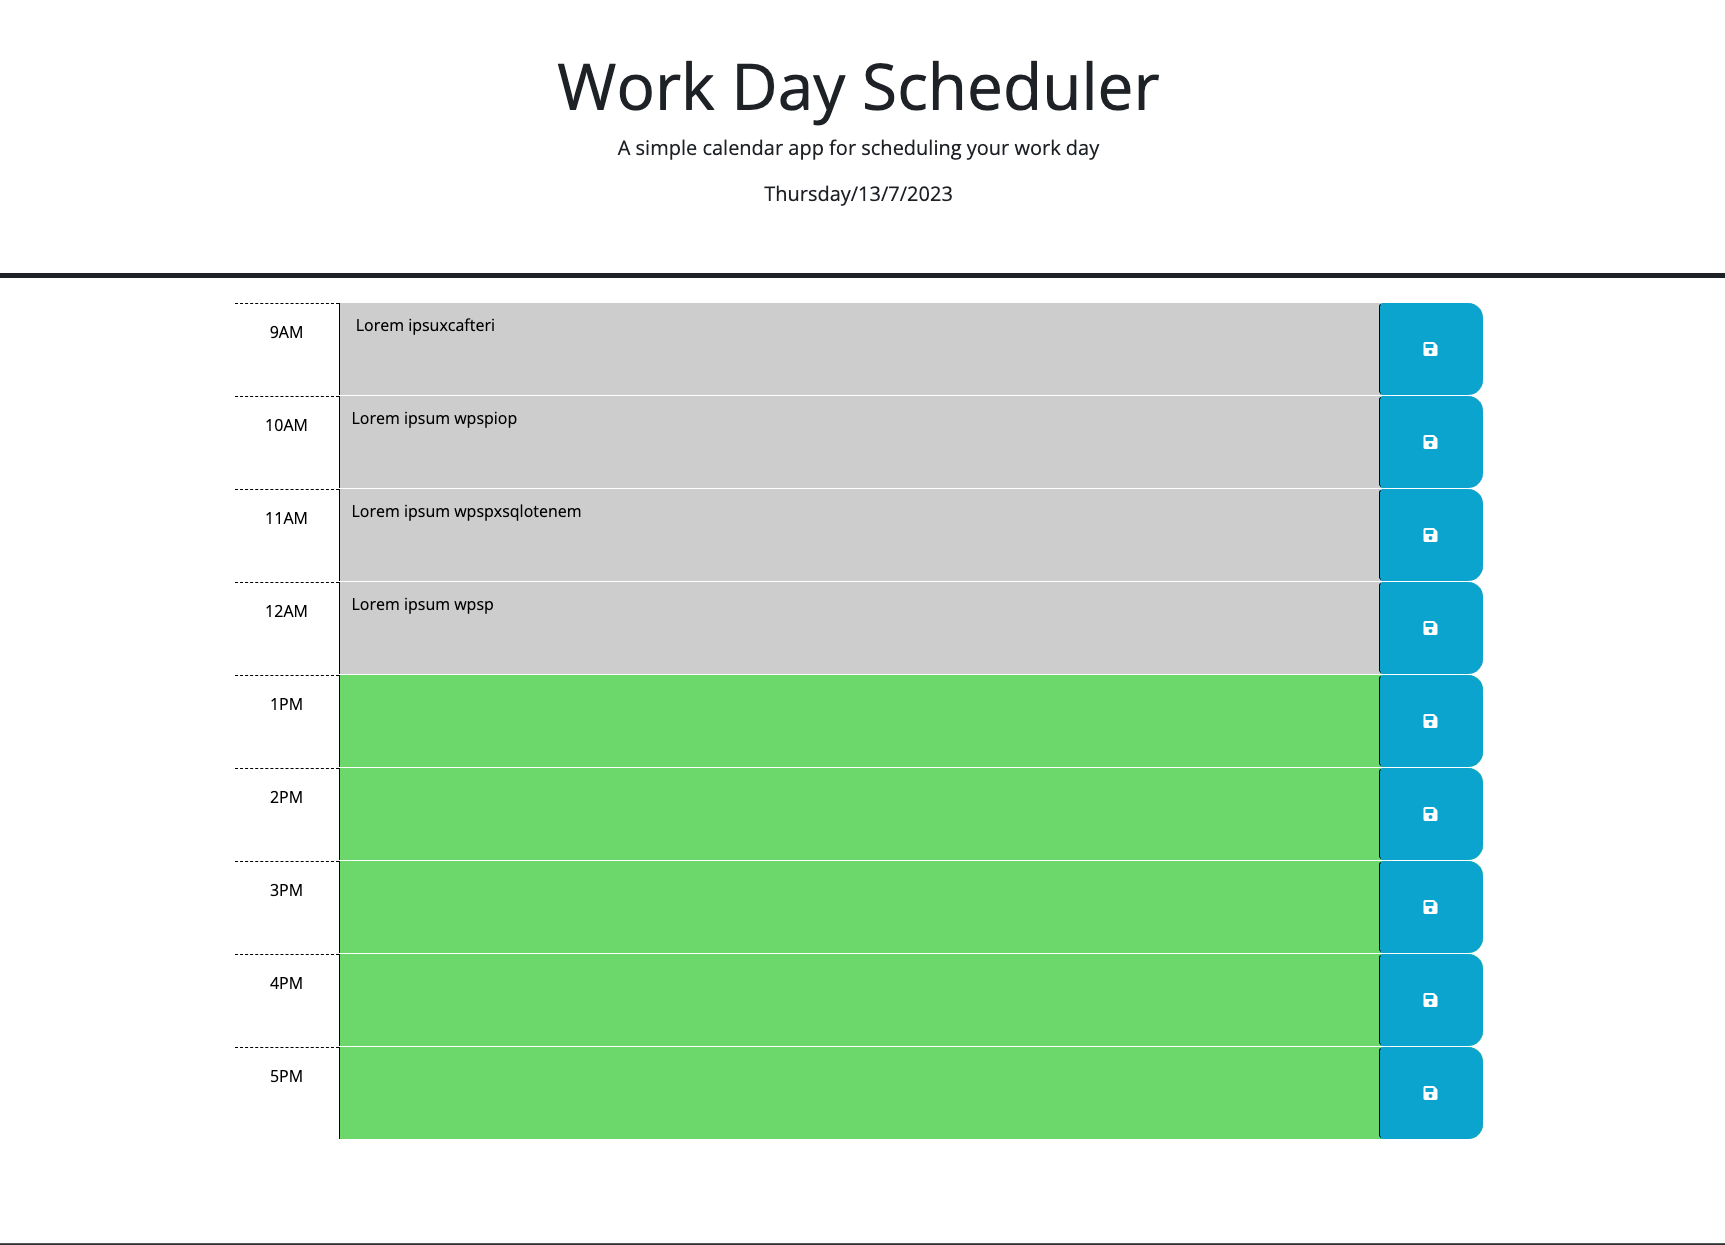 Work Day Scheduler
A simple calendar app for scheduling your work day
Thursday/13/7/2023
9AM Lorem ipsuxcafteri
10AM Lorem ipsum wpspiop
11AM Lorem ipsum wpspxsqlotenem
12AM Lorem ipsum wpsp
1PM
2PM
3PM
4PM
5PM